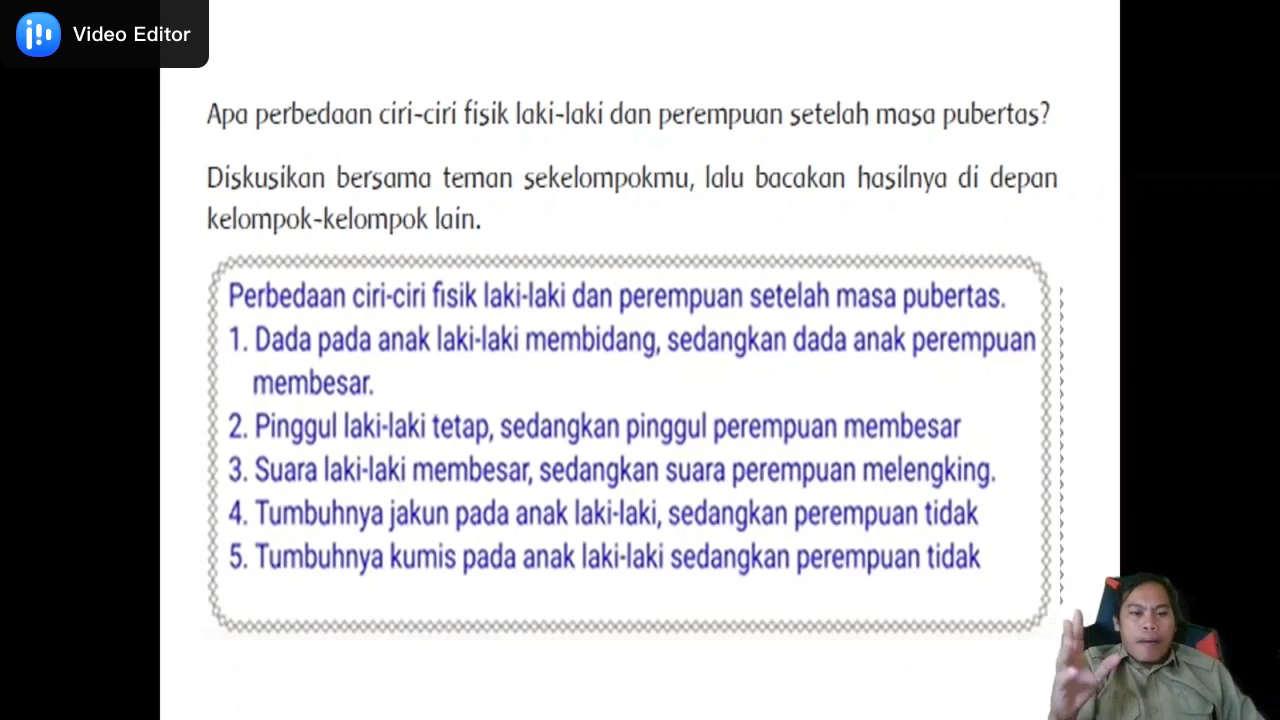 Video Editor
Apa perbedaan ciri-ciri fisik laki-laki dan perempuan setelah masa pubertas?
Diskusikan bersama teman sekelompokmu, lalu bacakan hasilnya di depan
kelompok-kelompok lain.
Perbedaan ciri-ciri fisik laki-laki dan perempuan setelah masa pubertas.
1. Dada pada anak laki-laki membidang, sedangkan dada anak perempuan
membesar.
2. Pinggul laki-laki tetap, sedangkan pinggul perempuan membesar
3. Suara laki-laki membesar, sedangkan suara perempuan melengking.
4. Tumbuhnya jakun pada anak laki-laki, sedangkan perempuan tidak
5. Tumbuhnya kumis pada anak laki-laki sedangkan perempuan tidak